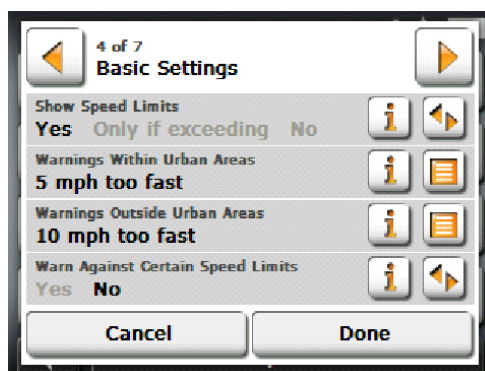 4 of 7
Basic Settings
Show Speed Limits
Yes Only if exceeding No
Warnings Within Urban Areas
5 mph too fast
Warnings Outside Urban Areas
10 mph too fast
Warn Against Certain Speed Limits
Yes No
Cancel Done